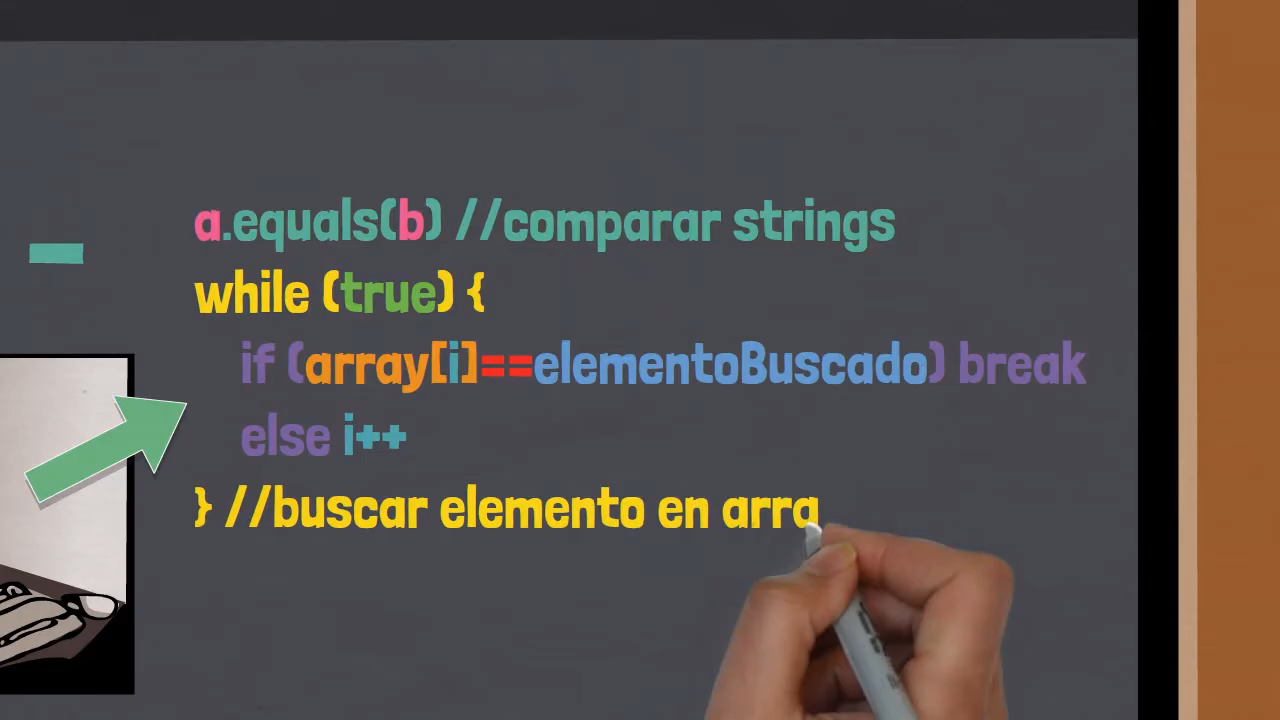 a.equals(b) //comparar strings
while (true) {
if (array[i]==elementoBuscado) break
else i++
} //buscar elemento en arra